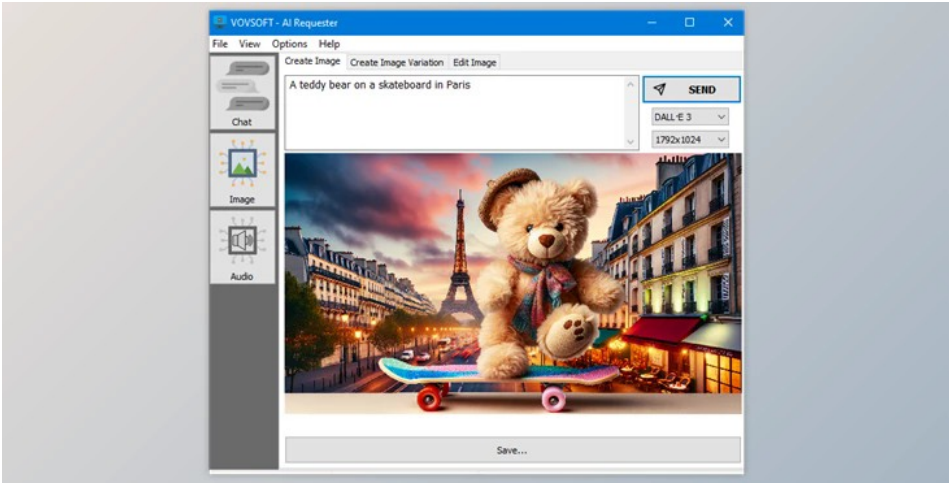 VOVSOFT - AI Requester
File View Options Help
Create Image Create Image Variation Edit Image
A teddy bear on a skateboard in Paris
SEND
DALL·E 3
1792x1024
Chat
Image
Audio
Save...